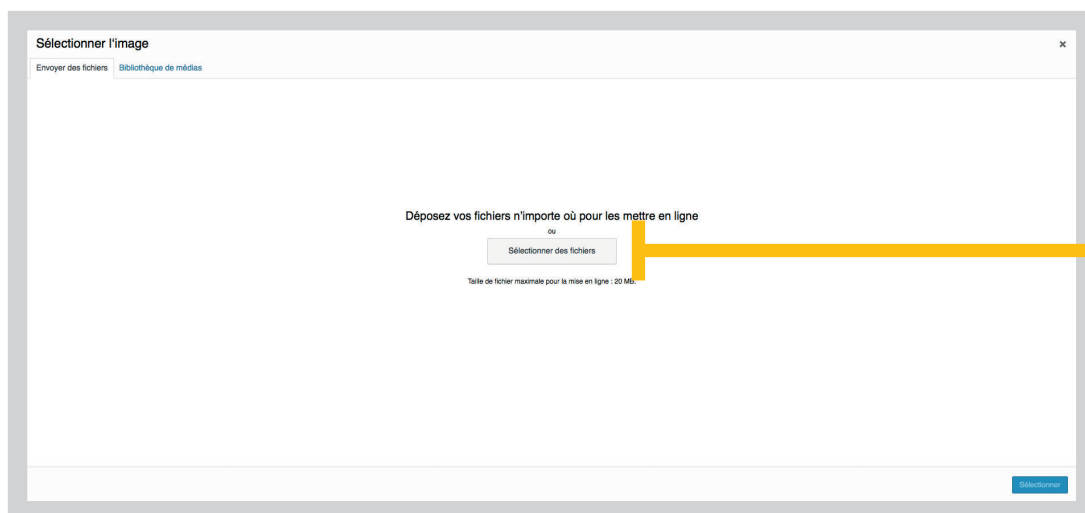 Sélectionner l'image
×
Envoyer des fichiers Bibliothèque de médias
Déposez vos fichiers n'importe où pour les mettre en ligne
ou
Sélectionner des fichiers
Taille de fichier maximale pour la mise en ligne : 20 MB.
Sélectionner